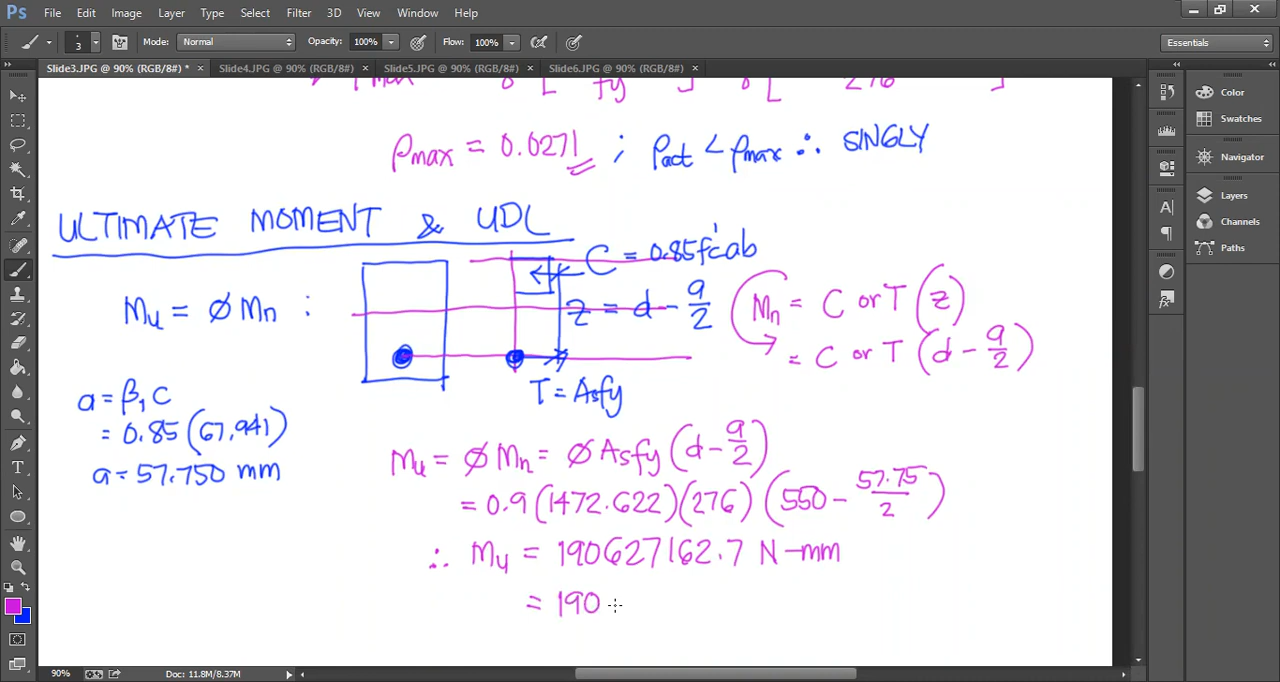 Ps File Edit Image Layer Type Select Filter 3D View Window Help
3 Mode: Normal Opacity: 100% Flow: 100% Essentials
Slide3.JPG @ 90% (RGB/8#) * × Slide4.JPG @ 90% (RGB/8#) × Slide5.JPG @ 90% (RGB/8#) × Slide6.JPG @ 90% (RGB/8#) ×
ρmax = 0.0271 ; ρact < ρmax ∴ SINGLY
ULTIMATE MOMENT & UDL
C = 0.85f'c ab
Mu = ØMn :
z = d - a/2
Mn = C or T (z)
= C or T (d - a/2)
T = Asfy
a = β1 C
= 0.85 (67.941)
a = 57.750 mm
Mu = ØMn = ØAsfy (d - a/2)
= 0.9 (1472.622)(276) (550 - 57.75/2)
∴ Mu = 190627162.7 N-mm
= 190
Color
Swatches
Navigator
Layers
Channels
Paths
90% Doc: 11.8M/8.37M